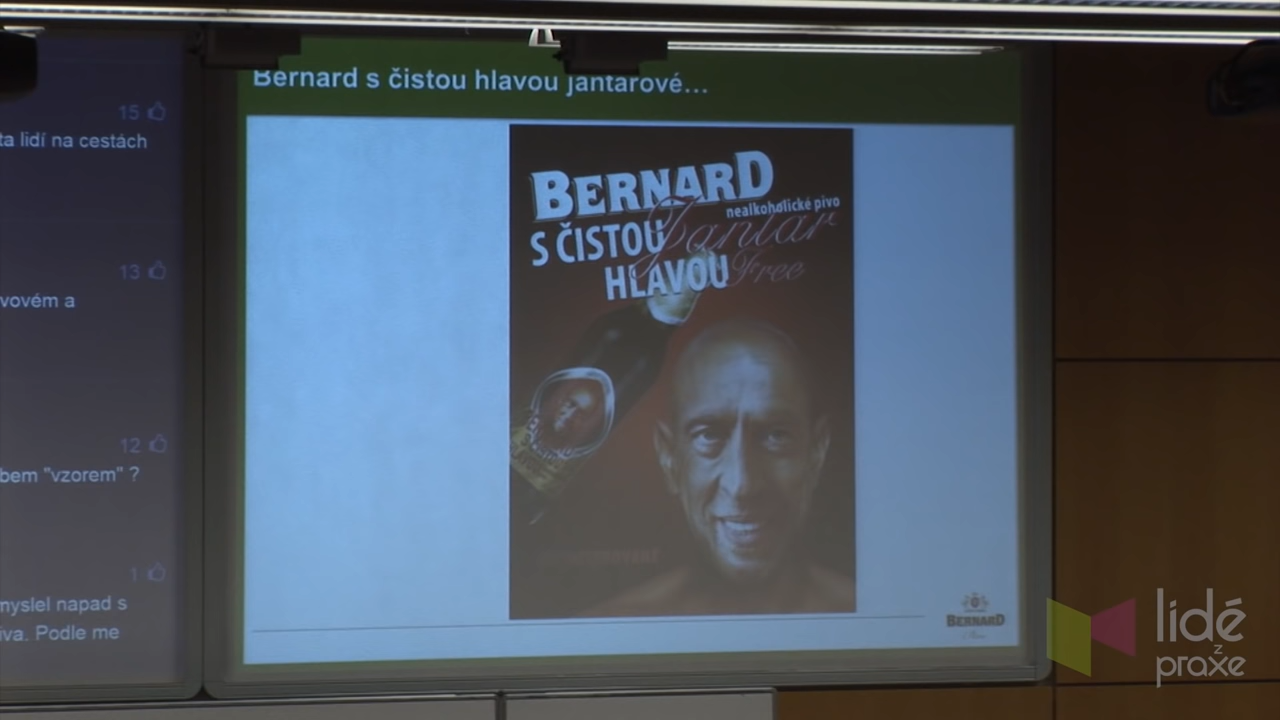 15
ta lidí na cestách
13
vovém a
12
bem "vzorem" ?
1
myslel napad s
íva. Podle me
Bernard s čistou hlavou jantarové...
BERNARD
nealkoholické pivo
S ČISTOU
Jantar
HLAVOU
Free
BERNARD
lidé
z
praxe